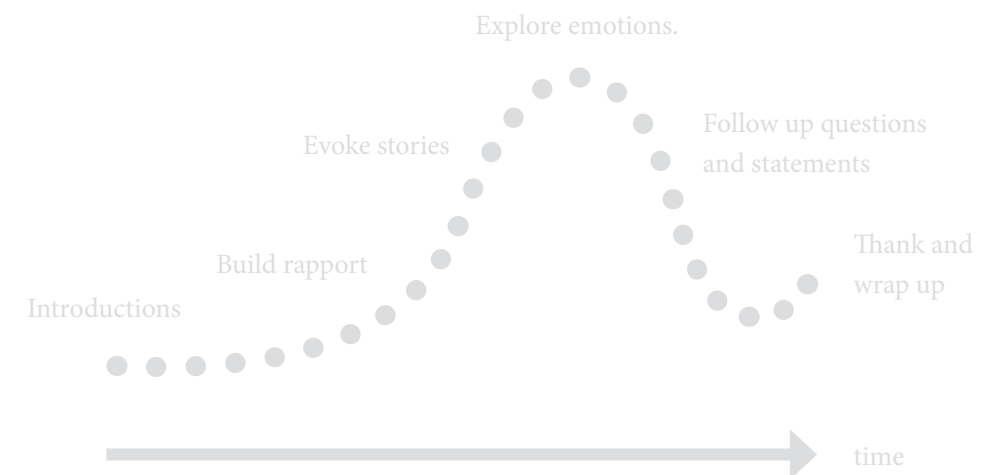 Explore emotions.
Follow up questions
and statements
Evoke stories
Thank and
wrap up
Build rapport
Introductions
time